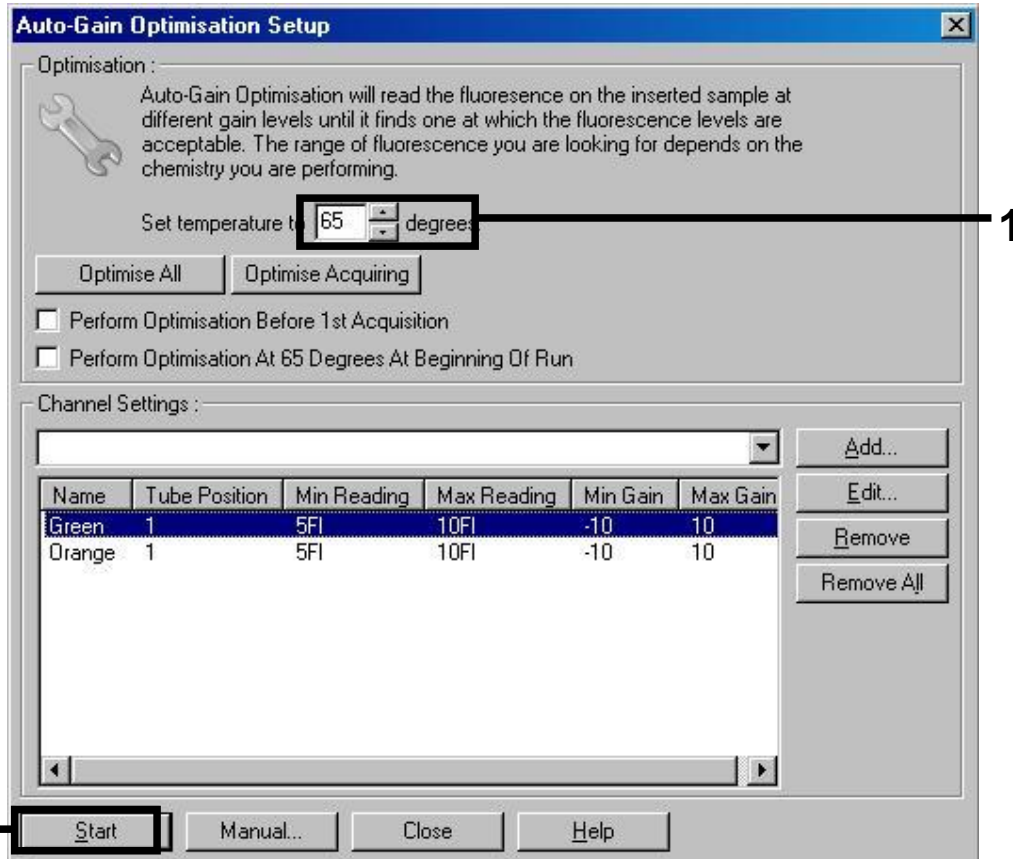 Auto-Gain Optimisation Setup
Optimisation :
Auto-Gain Optimisation will read the fluoresence on the inserted sample at
different gain levels until it finds one at which the fluorescence levels are
acceptable. The range of fluorescence you are looking for depends on the
chemistry you are performing.
Set temperature to 65 degrees.
1
Optimise All Optimise Acquiring
Perform Optimisation Before 1st Acquisition
Perform Optimisation At 65 Degrees At Beginning Of Run
Channel Settings :
Add...
Name Tube Position Min Reading Max Reading Min Gain Max Gain
Edit...
Green 1 5Fl 10Fl -10 10
Orange 1 5Fl 10Fl -10 10
Remove
Remove All
Start Manual... Close Help